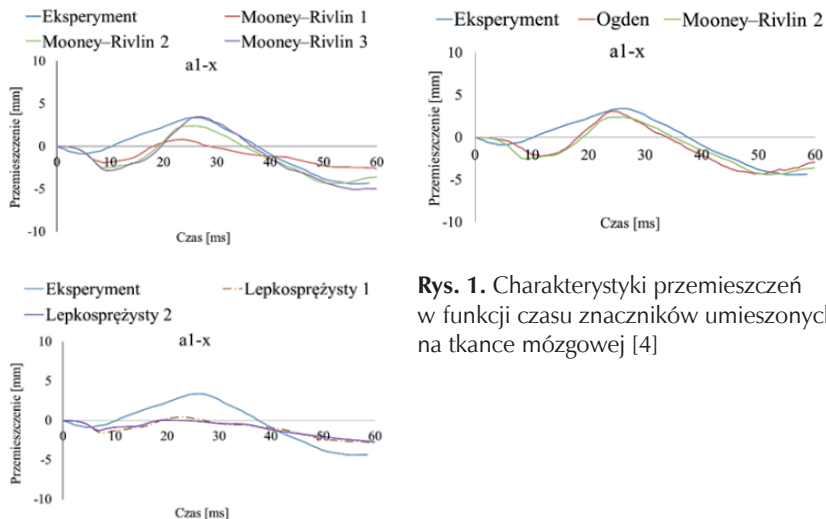 Eksperyment Mooney–Rivlin 1
Mooney–Rivlin 2 Mooney–Rivlin 3
a1-x
Przemieszczenie [mm]
10
5
0
-5
-10
0 10 20 30 40 50 60
Czas [ms]
Eksperyment Ogden Mooney–Rivlin 2
a1-x
Przemieszczenie [mm]
10
5
0
-5
-10
0 10 20 30 40 50 60
Czas [ms]
Eksperyment Lepkosprężysty 1
Lepkosprężysty 2
a1-x
Przemieszczenie [mm]
10
5
0
-5
-10
0 10 20 30 40 50 60
Czas [ms]
Rys. 1. Charakterystyki przemieszczeń
w funkcji czasu znaczników umieszonych
na tkance mózgowej [4]